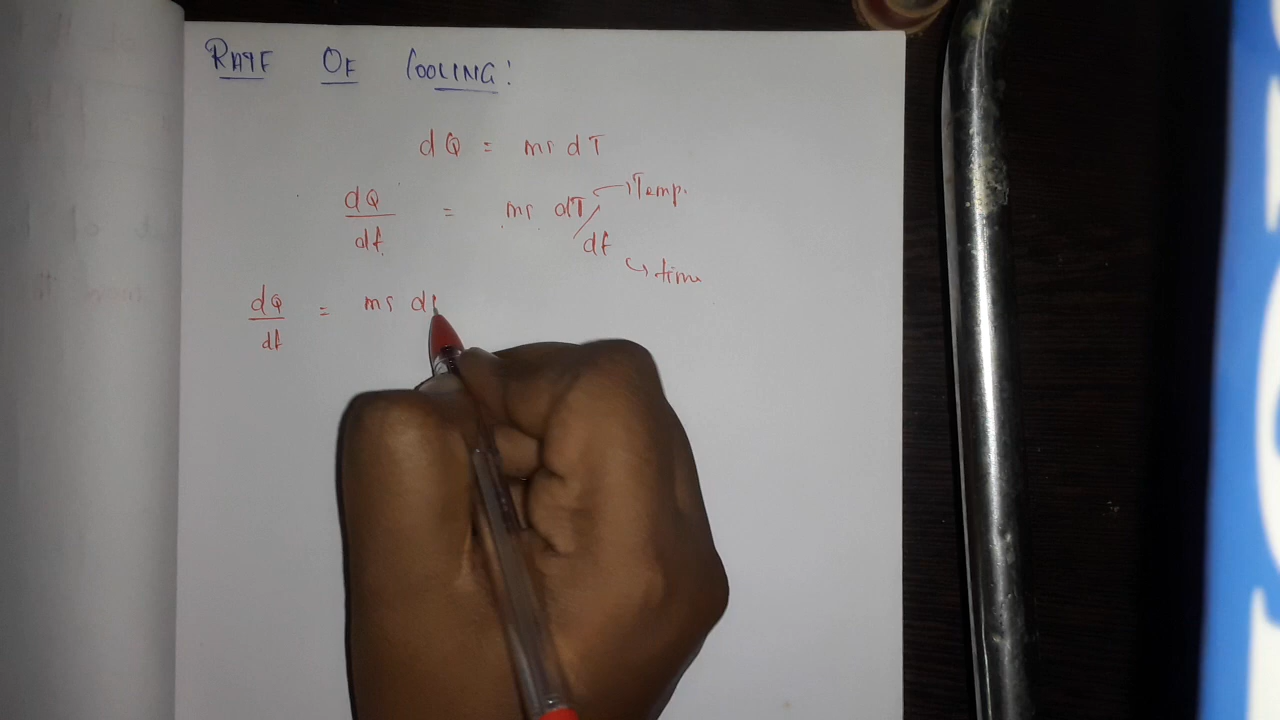 RATE OF COOLING:
dQ = ms dT
dQ/dt = ms dT/dt
Temp.
time
dQ/dt = ms d